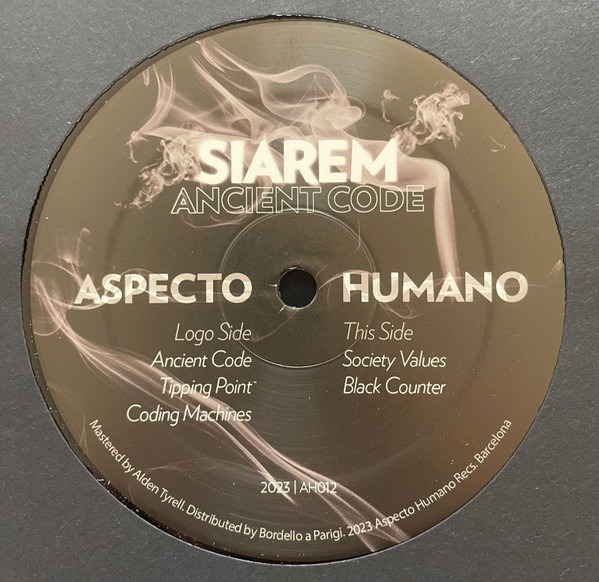 SIAREM
ANCIENT CODE
ASPECTO
Logo Side
Ancient Code
Tipping Point
Coding Machines
HUMANO
This Side
Society Values
Black Counter
2023 | AH012
Mastered by Alden Tyrell. Distributed by Bordello a Parigi. 2023 Aspecto Humano Recs. Barcelona